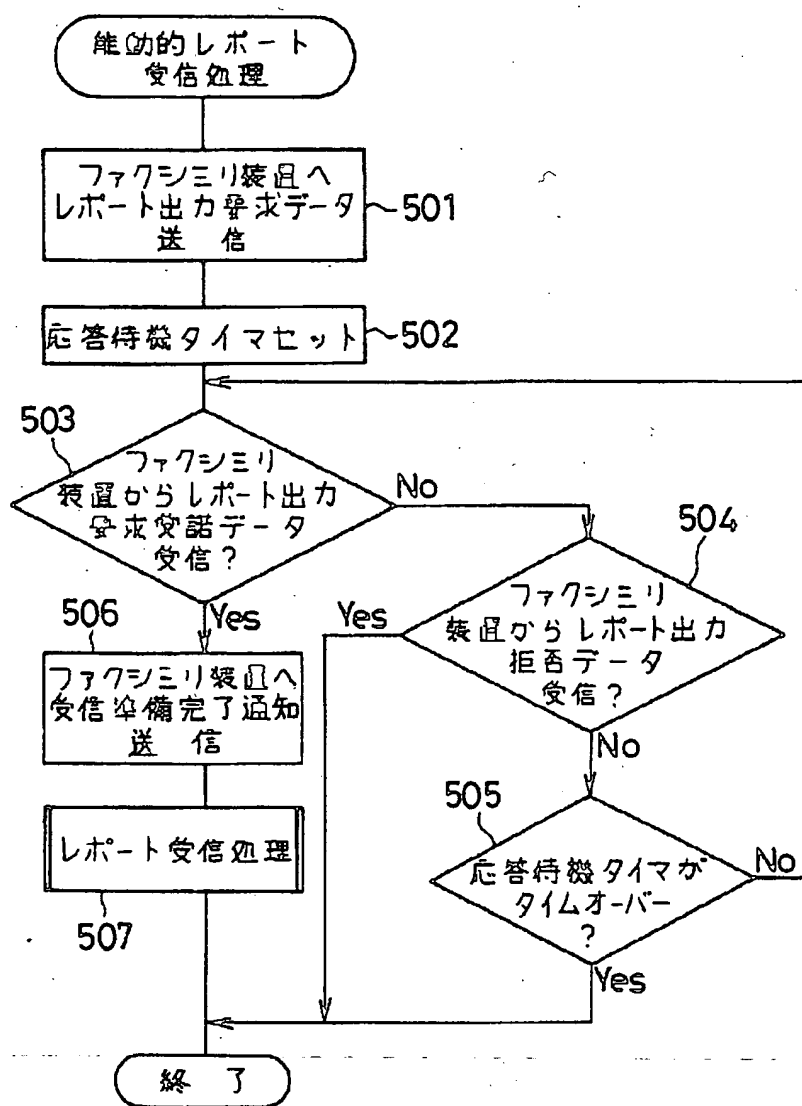 能動的レポート
受信処理
ファクシミリ装置へ
レポート出力要求データ
送信
501
応答待機タイマセット
502
503
ファクシミリ
装置からレポート出力
要求受諾データ
受信?
No
Yes
504
ファクシミリ
装置からレポート出力
拒否データ
受信?
Yes
No
506
ファクシミリ装置へ
受信準備完了通知
送信
505
応答待機タイマが
タイムオーバー
?
No
Yes
レポート受信処理
507
終了